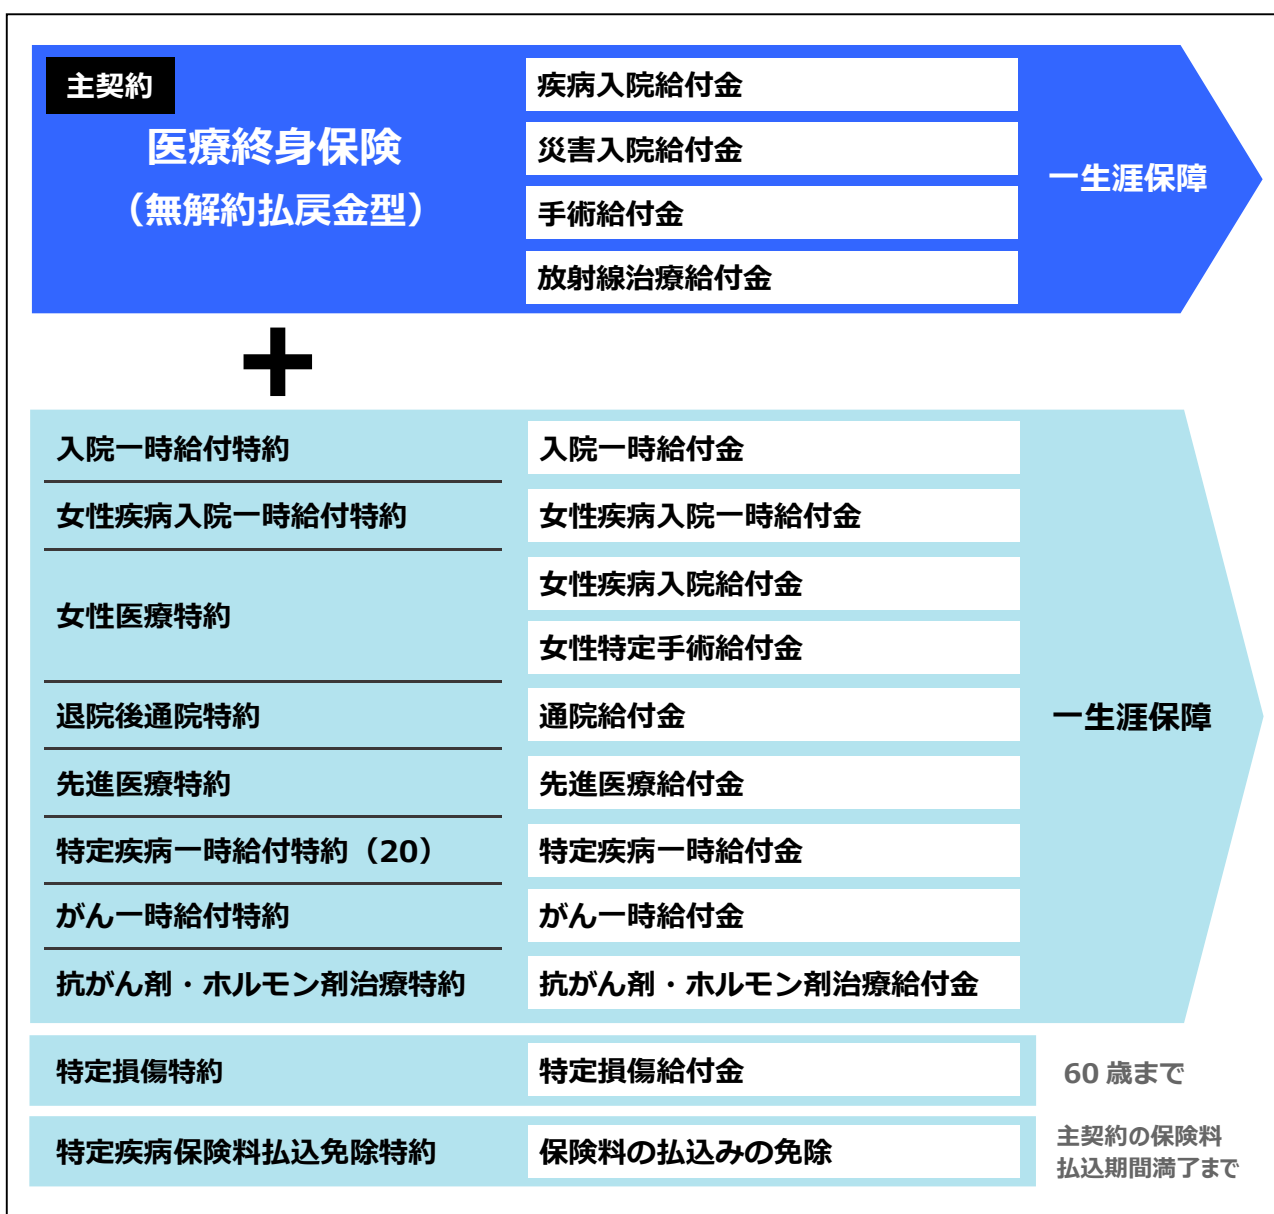 主契約
医療終身保険
（無解約払戻金型）
疾病入院給付金
災害入院給付金
手術給付金
放射線治療給付金
一生涯保障
＋
入院一時給付特約
入院一時給付金
女性疾病入院一時給付特約
女性疾病入院一時給付金
女性医療特約
女性疾病入院給付金
女性特定手術給付金
退院後通院特約
通院給付金
先進医療特約
先進医療給付金
特定疾病一時給付特約（20）
特定疾病一時給付金
がん一時給付特約
がん一時給付金
抗がん剤・ホルモン剤治療特約
抗がん剤・ホルモン剤治療給付金
一生涯保障
特定損傷特約
特定損傷給付金
60 歳まで
特定疾病保険料払込免除特約
保険料の払込みの免除
主契約の保険料
払込期間満了まで